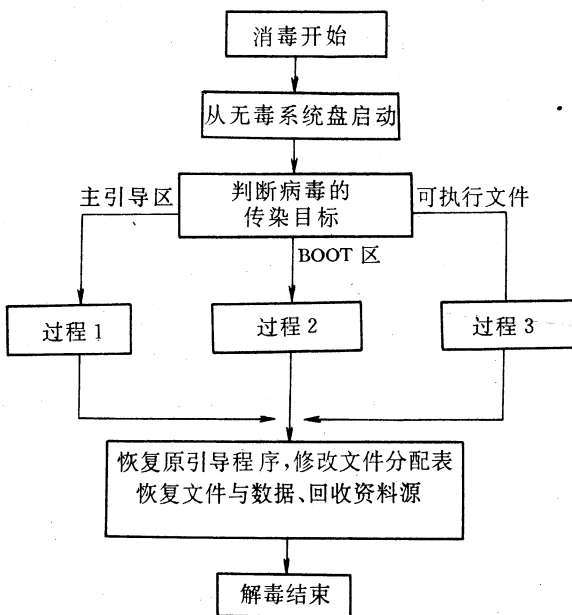 消毒开始
从无毒系统盘启动
判断病毒的
传染目标
主引导区
可执行文件
BOOT 区
过程 1
过程 2
过程 3
恢复原引导程序,修改文件分配表
恢复文件与数据、回收资料源
解毒结束